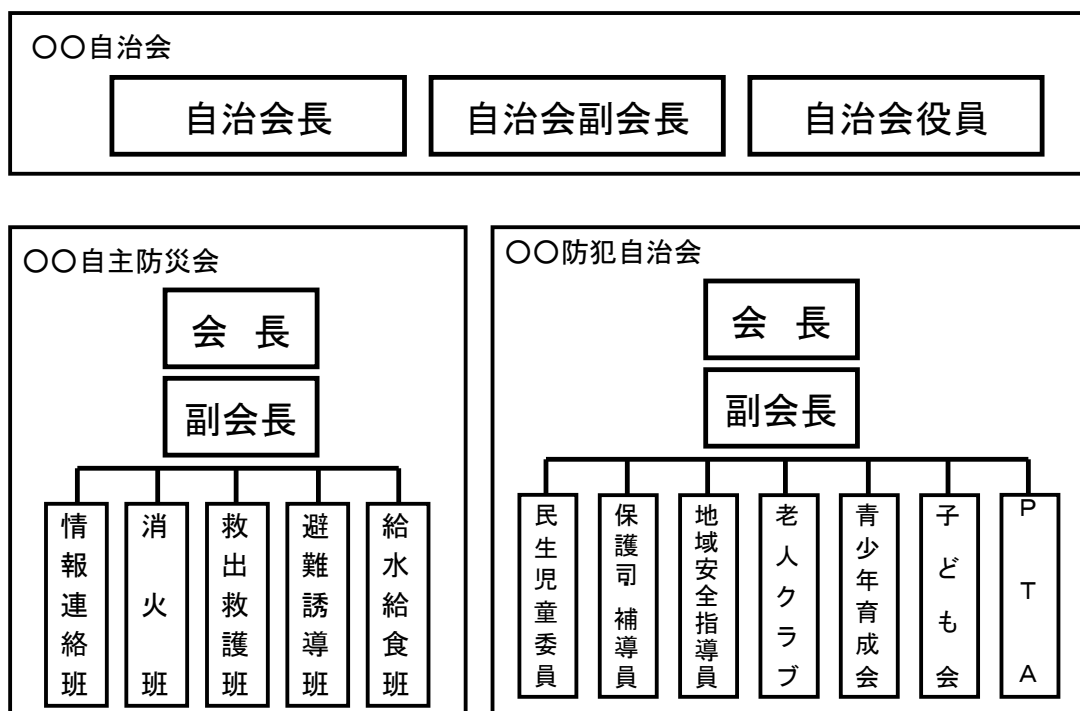 〇〇自治会
自治会長
自治会副会長
自治会役員
〇〇自主防災会
会 長
副会長
情報連絡班
消火班
救出救護班
避難誘導班
給水給食班
〇〇防犯自治会
会 長
副会長
民生児童委員
保護司・補導員
地域安全指導員
老人クラブ
青少年育成会
子ども会
PTA